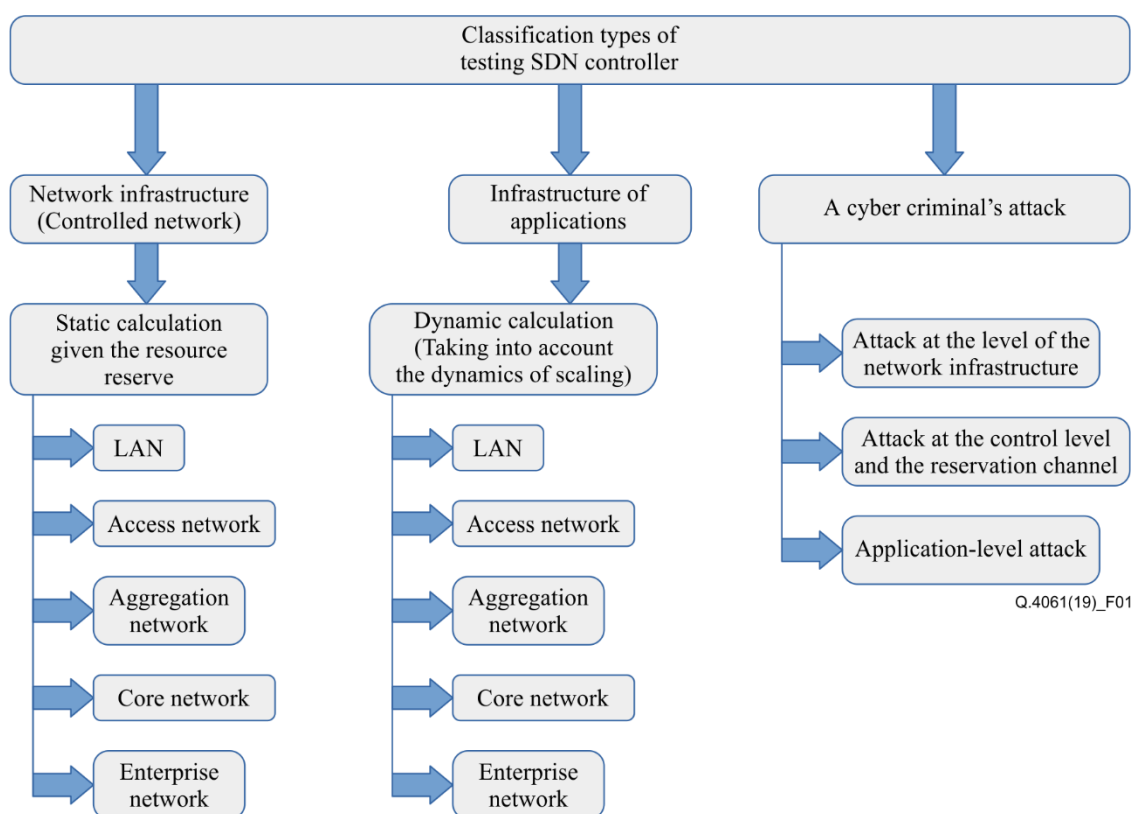 Classification types of
testing SDN controller
Network infrastructure
(Controlled network)
Infrastructure of
applications
A cyber criminal's attack
Static calculation
given the resource
reserve
Dynamic calculation
(Taking into account
the dynamics of scaling)
Attack at the level of the
network infrastructure
Attack at the control level
and the reservation channel
Application-level attack
LAN
Access network
Aggregation
network
Core network
Enterprise
network
LAN
Access network
Aggregation
network
Core network
Enterprise
network
Q.4061(19)_F01